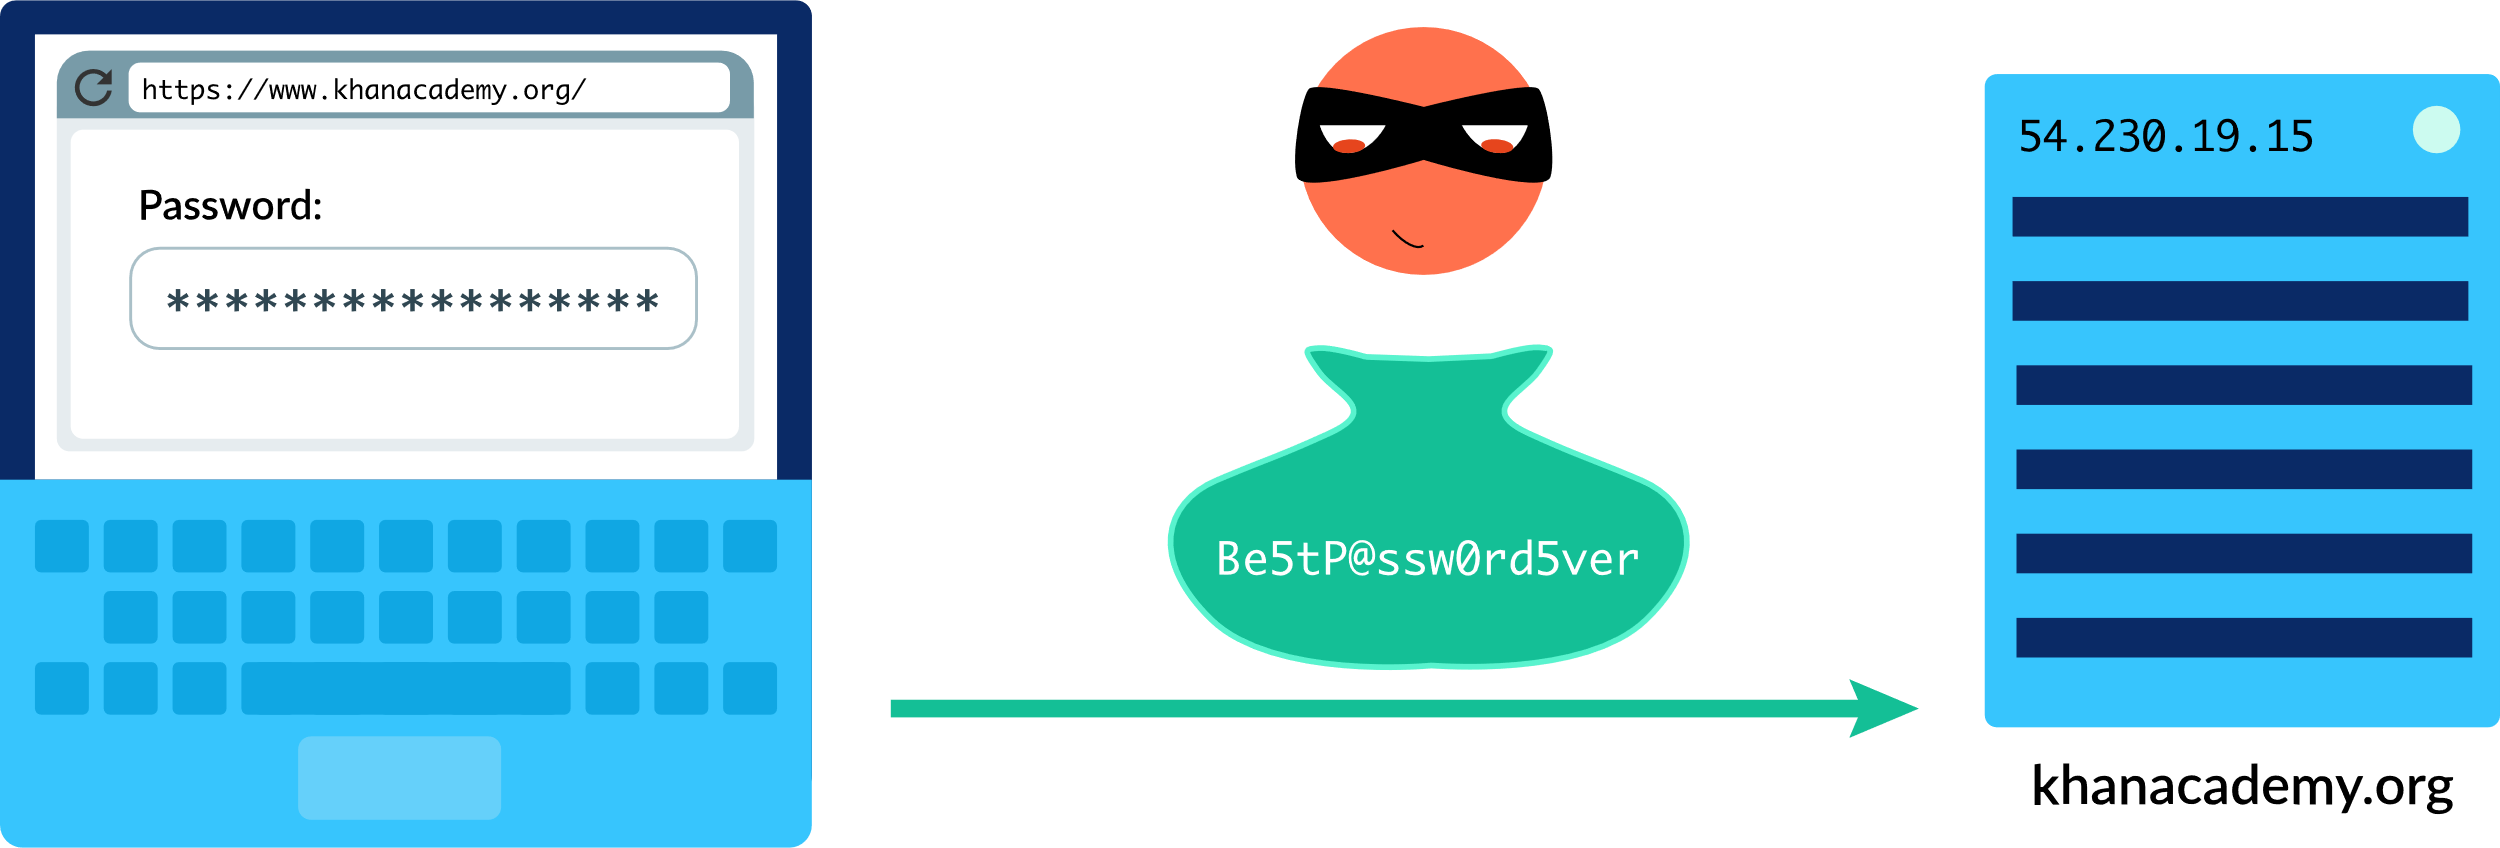 https://www.khanacademy.org/
Password:
*****************
Be5tP@ssw0rd5ver
54.230.19.15
khanacademy.org